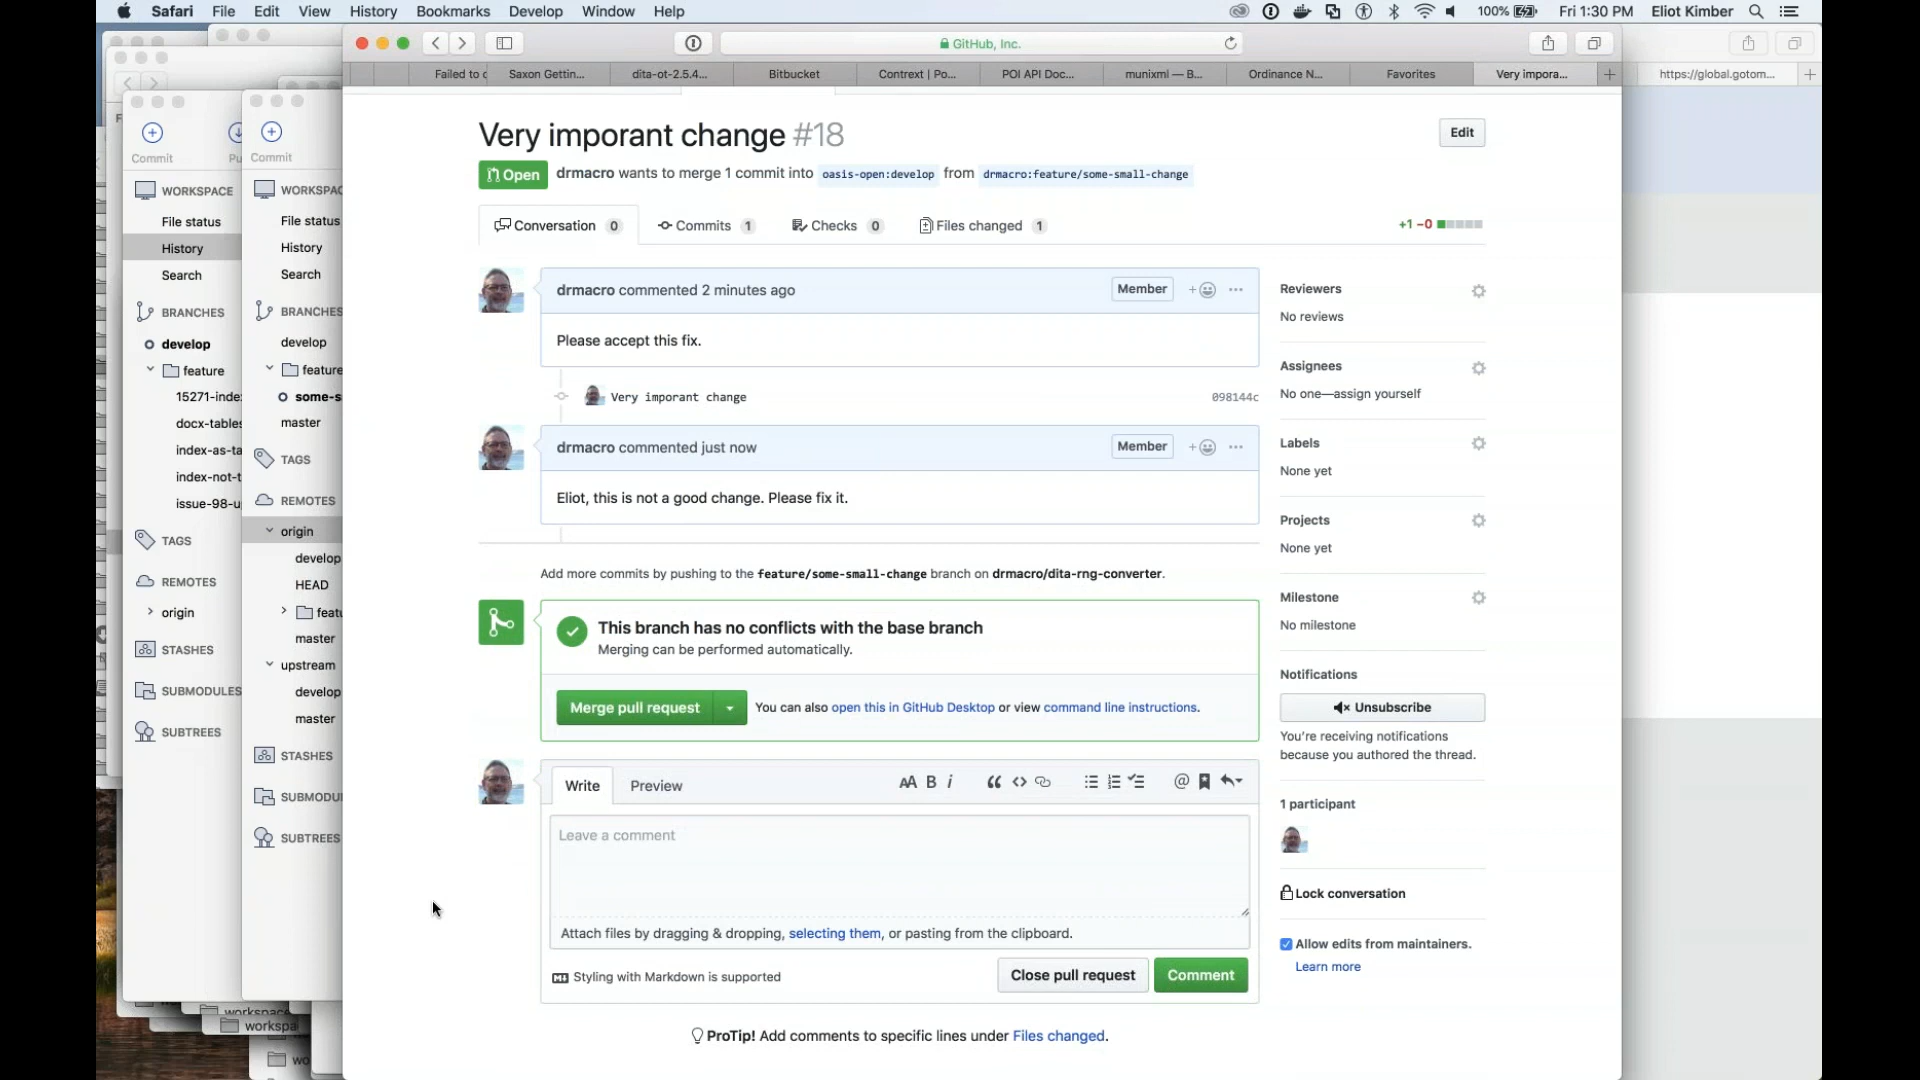 Safari File Edit View History Bookmarks Develop Window Help
100% Fri 1:30 PM Eliot Kimber
GitHub, Inc.
Failed to Saxon Gettin... dita-ot-2.5.4... Bitbucket Contrext | Po... POI API Doc... munixml — B... Ordinance N... Favorites Very impora... https://global.gotom...
Commit
Commit
WORKSPACE
File status
History
Search
BRANCHES
develop
feature
15271-inde
docx-tables
index-as-ta
index-not-t
issue-98-u
TAGS
REMOTES
origin
STASHES
SUBMODULES
SUBTREES
WORKSPAC
File status
History
Search
BRANCHES
develop
feature
some-s
master
TAGS
REMOTES
origin
develop
HEAD
featu
master
upstream
develop
master
STASHES
SUBMODU
SUBTREES
workspace
workspa
wo
Very imporant change #18
Edit
Open drmacro wants to merge 1 commit into oasis-open:develop from drmacro:feature/some-small-change
Conversation 0 Commits 1 Checks 0 Files changed 1 +1 −0
drmacro commented 2 minutes ago Member
Please accept this fix.
Very imporant change 098144c
drmacro commented just now Member
Eliot, this is not a good change. Please fix it.
Add more commits by pushing to the feature/some-small-change branch on drmacro/dita-rng-converter.
This branch has no conflicts with the base branch
Merging can be performed automatically.
Merge pull request You can also open this in GitHub Desktop or view command line instructions.
Write Preview AA B i
Leave a comment
Attach files by dragging & dropping, selecting them, or pasting from the clipboard.
Styling with Markdown is supported
Close pull request Comment
ProTip! Add comments to specific lines under Files changed.
Reviewers
No reviews
Assignees
No one—assign yourself
Labels
None yet
Projects
None yet
Milestone
No milestone
Notifications
Unsubscribe
You're receiving notifications
because you authored the thread.
1 participant
Lock conversation
Allow edits from maintainers.
Learn more